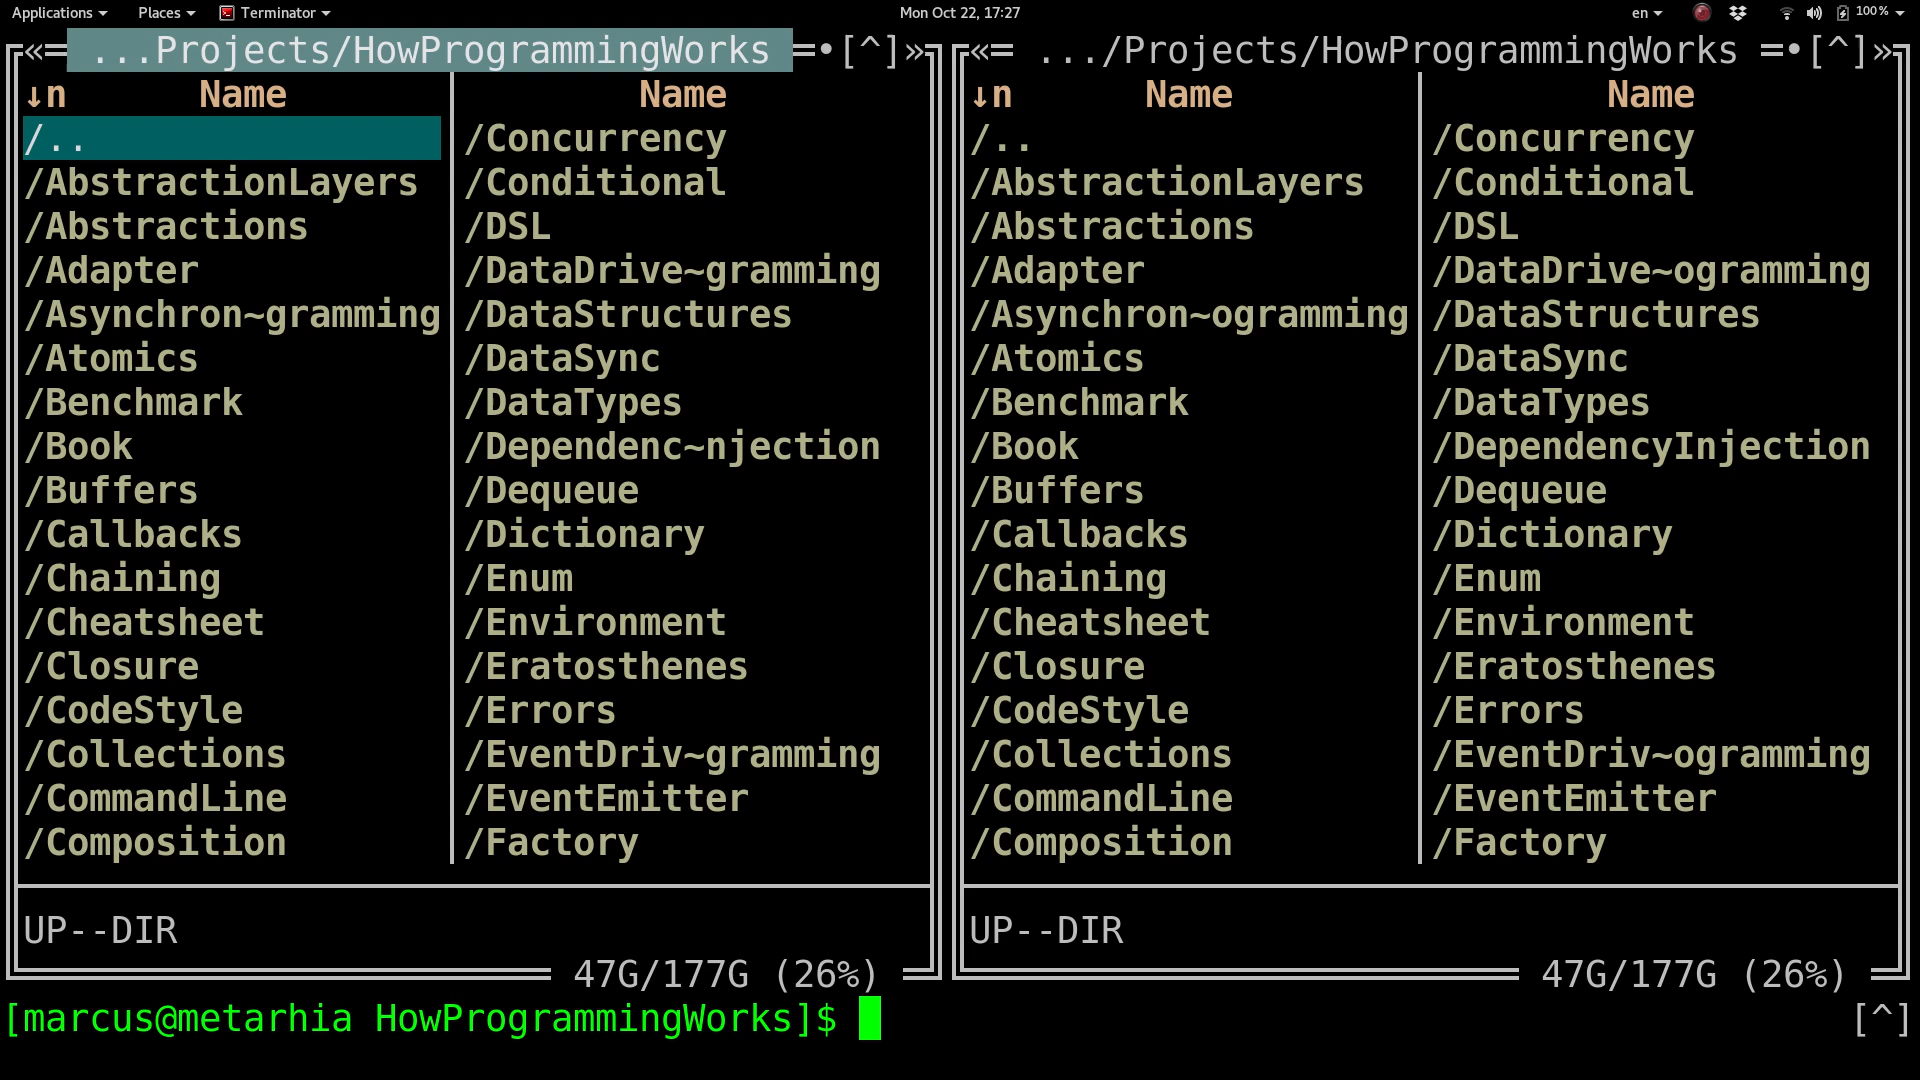 Applications Places Terminator Mon Oct 22, 17:27 en 100%
«═ ...Projects/HowProgrammingWorks ═•[^]»
↓n Name Name
/.. /Concurrency
/AbstractionLayers /Conditional
/Abstractions /DSL
/Adapter /DataDrive~gramming
/Asynchron~gramming /DataStructures
/Atomics /DataSync
/Benchmark /DataTypes
/Book /Dependenc~njection
/Buffers /Dequeue
/Callbacks /Dictionary
/Chaining /Enum
/Cheatsheet /Environment
/Closure /Eratosthenes
/CodeStyle /Errors
/Collections /EventDriv~gramming
/CommandLine /EventEmitter
/Composition /Factory
UP--DIR
47G/177G (26%)
«═ .../Projects/HowProgrammingWorks ═•[^]»
↓n Name Name
/.. /Concurrency
/AbstractionLayers /Conditional
/Abstractions /DSL
/Adapter /DataDrive~ogramming
/Asynchron~ogramming /DataStructures
/Atomics /DataSync
/Benchmark /DataTypes
/Book /DependencyInjection
/Buffers /Dequeue
/Callbacks /Dictionary
/Chaining /Enum
/Cheatsheet /Environment
/Closure /Eratosthenes
/CodeStyle /Errors
/Collections /EventDriv~ogramming
/CommandLine /EventEmitter
/Composition /Factory
UP--DIR
47G/177G (26%)
[marcus@metarhia HowProgrammingWorks]$ [^]